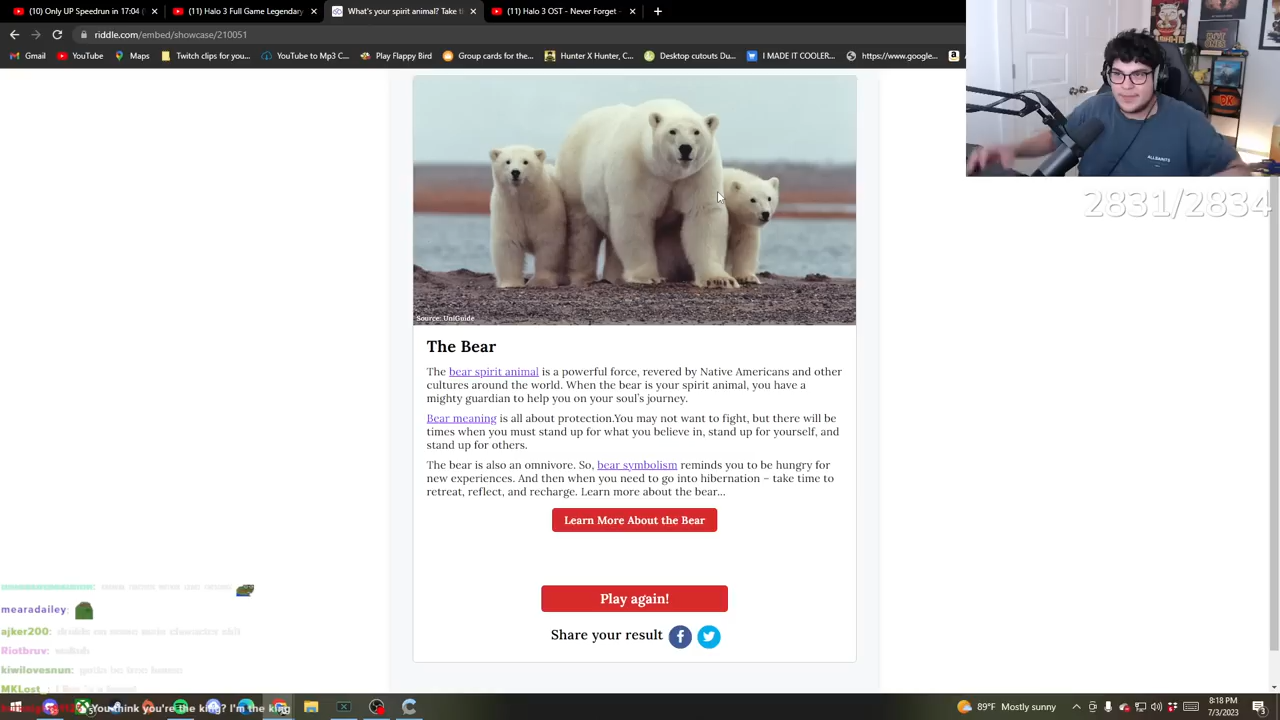 (10) Only UP Speedrun in 17:04 (
(11) Halo 3 Full Game Legendary
What's your spirit animal? Take t
(11) Halo 3 OST - Never Forget -
riddle.com/embed/showcase/210051
Gmail
YouTube
Maps
Twitch clips for you...
YouTube to Mp3 C...
Play Flappy Bird
Group cards for the...
Hunter X Hunter, C...
Desktop cutouts Du...
I MADE IT COOLER...
https://www.google...
ALLSAINTS
2831/2834
Source: UniGuide
The Bear
The bear spirit animal is a powerful force, revered by Native Americans and other
cultures around the world. When the bear is your spirit animal, you have a
mighty guardian to help you on your soul's journey.
Bear meaning is all about protection.You may not want to fight, but there will be
times when you must stand up for what you believe in, stand up for yourself, and
stand up for others.
The bear is also an omnivore. So, bear symbolism reminds you to be hungry for
new experiences. And then when you need to go into hibernation – take time to
retreat, reflect, and recharge. Learn more about the bear...
Learn More About the Bear
Play again!
Share your result
mearadailey:
ajker200:
Riotbruv:
kiwilovesnun:
MKLost_:
You think you're the king? I'm the king
89°F Mostly sunny
8:18 PM
7/3/2023